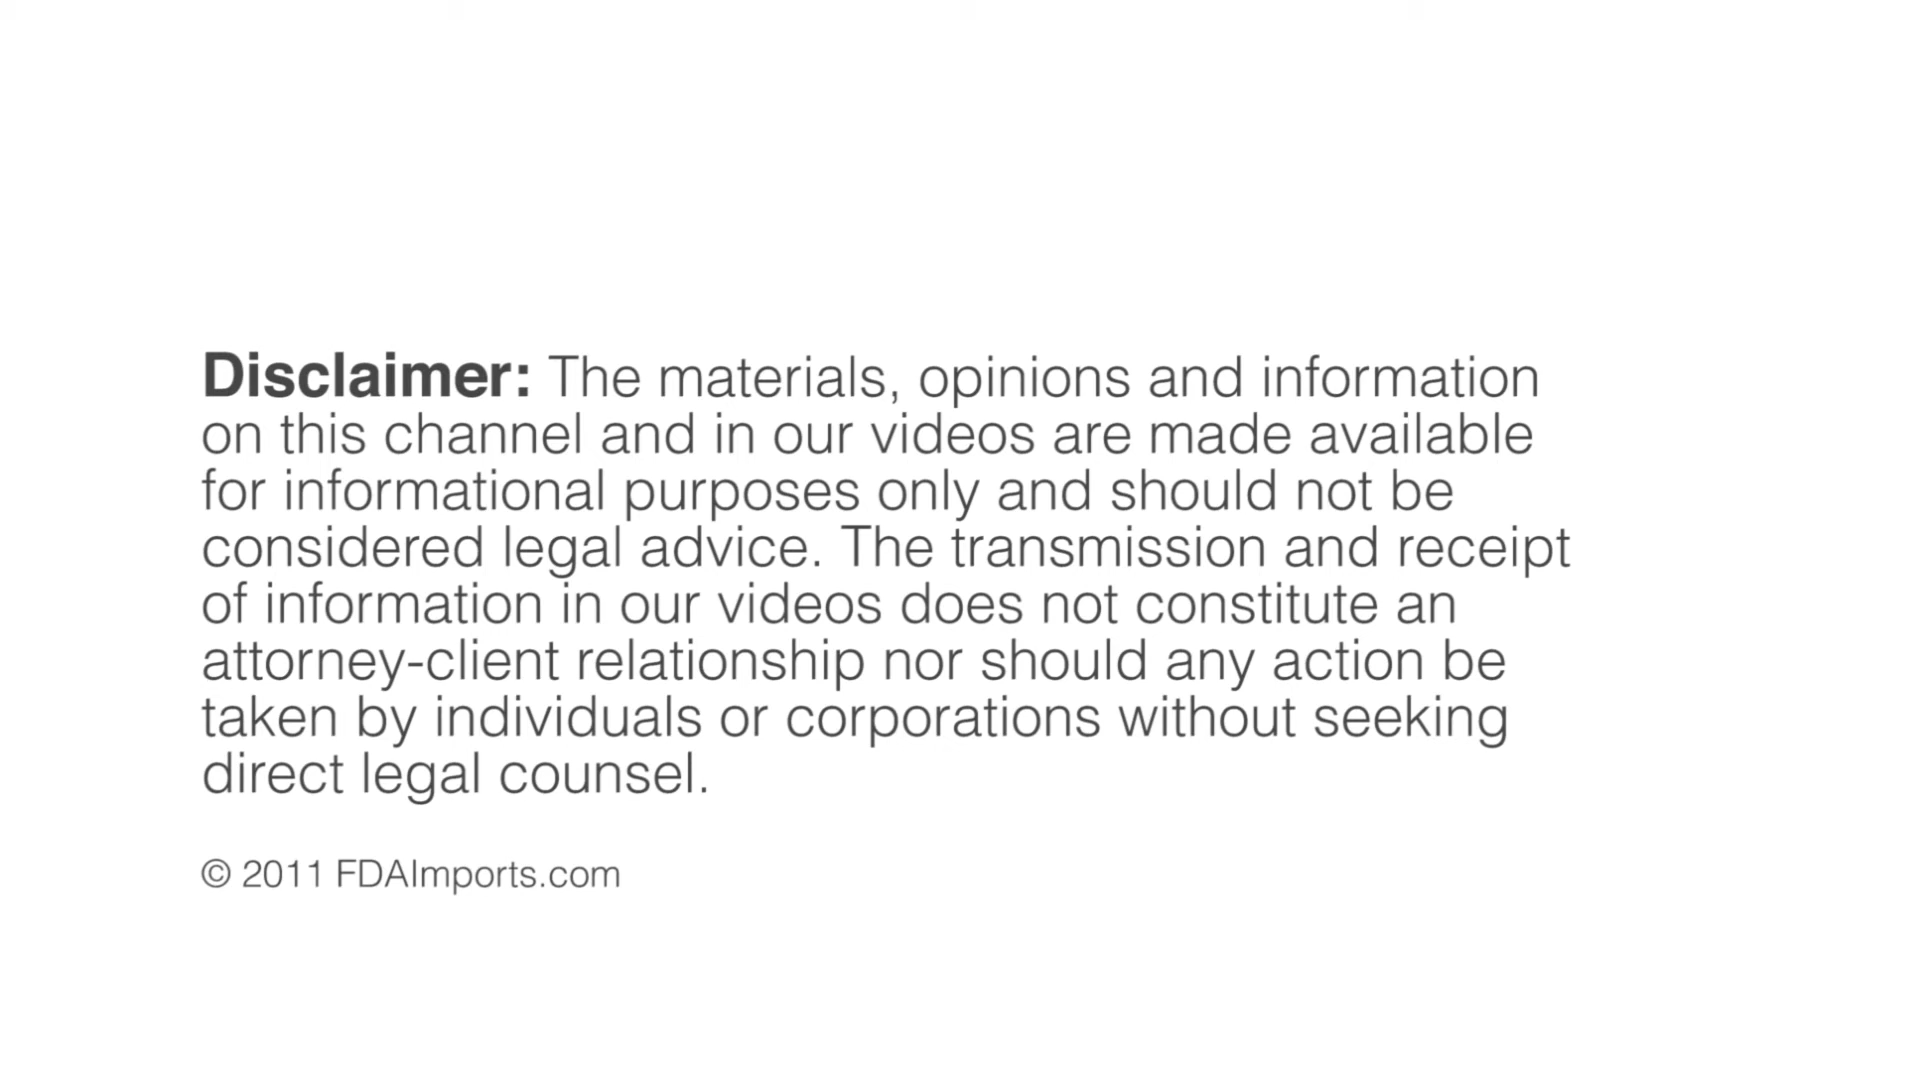 Disclaimer: The materials, opinions and information
on this channel and in our videos are made available
for informational purposes only and should not be
considered legal advice. The transmission and receipt
of information in our videos does not constitute an
attorney-client relationship nor should any action be
taken by individuals or corporations without seeking
direct legal counsel.
© 2011 FDAImports.com